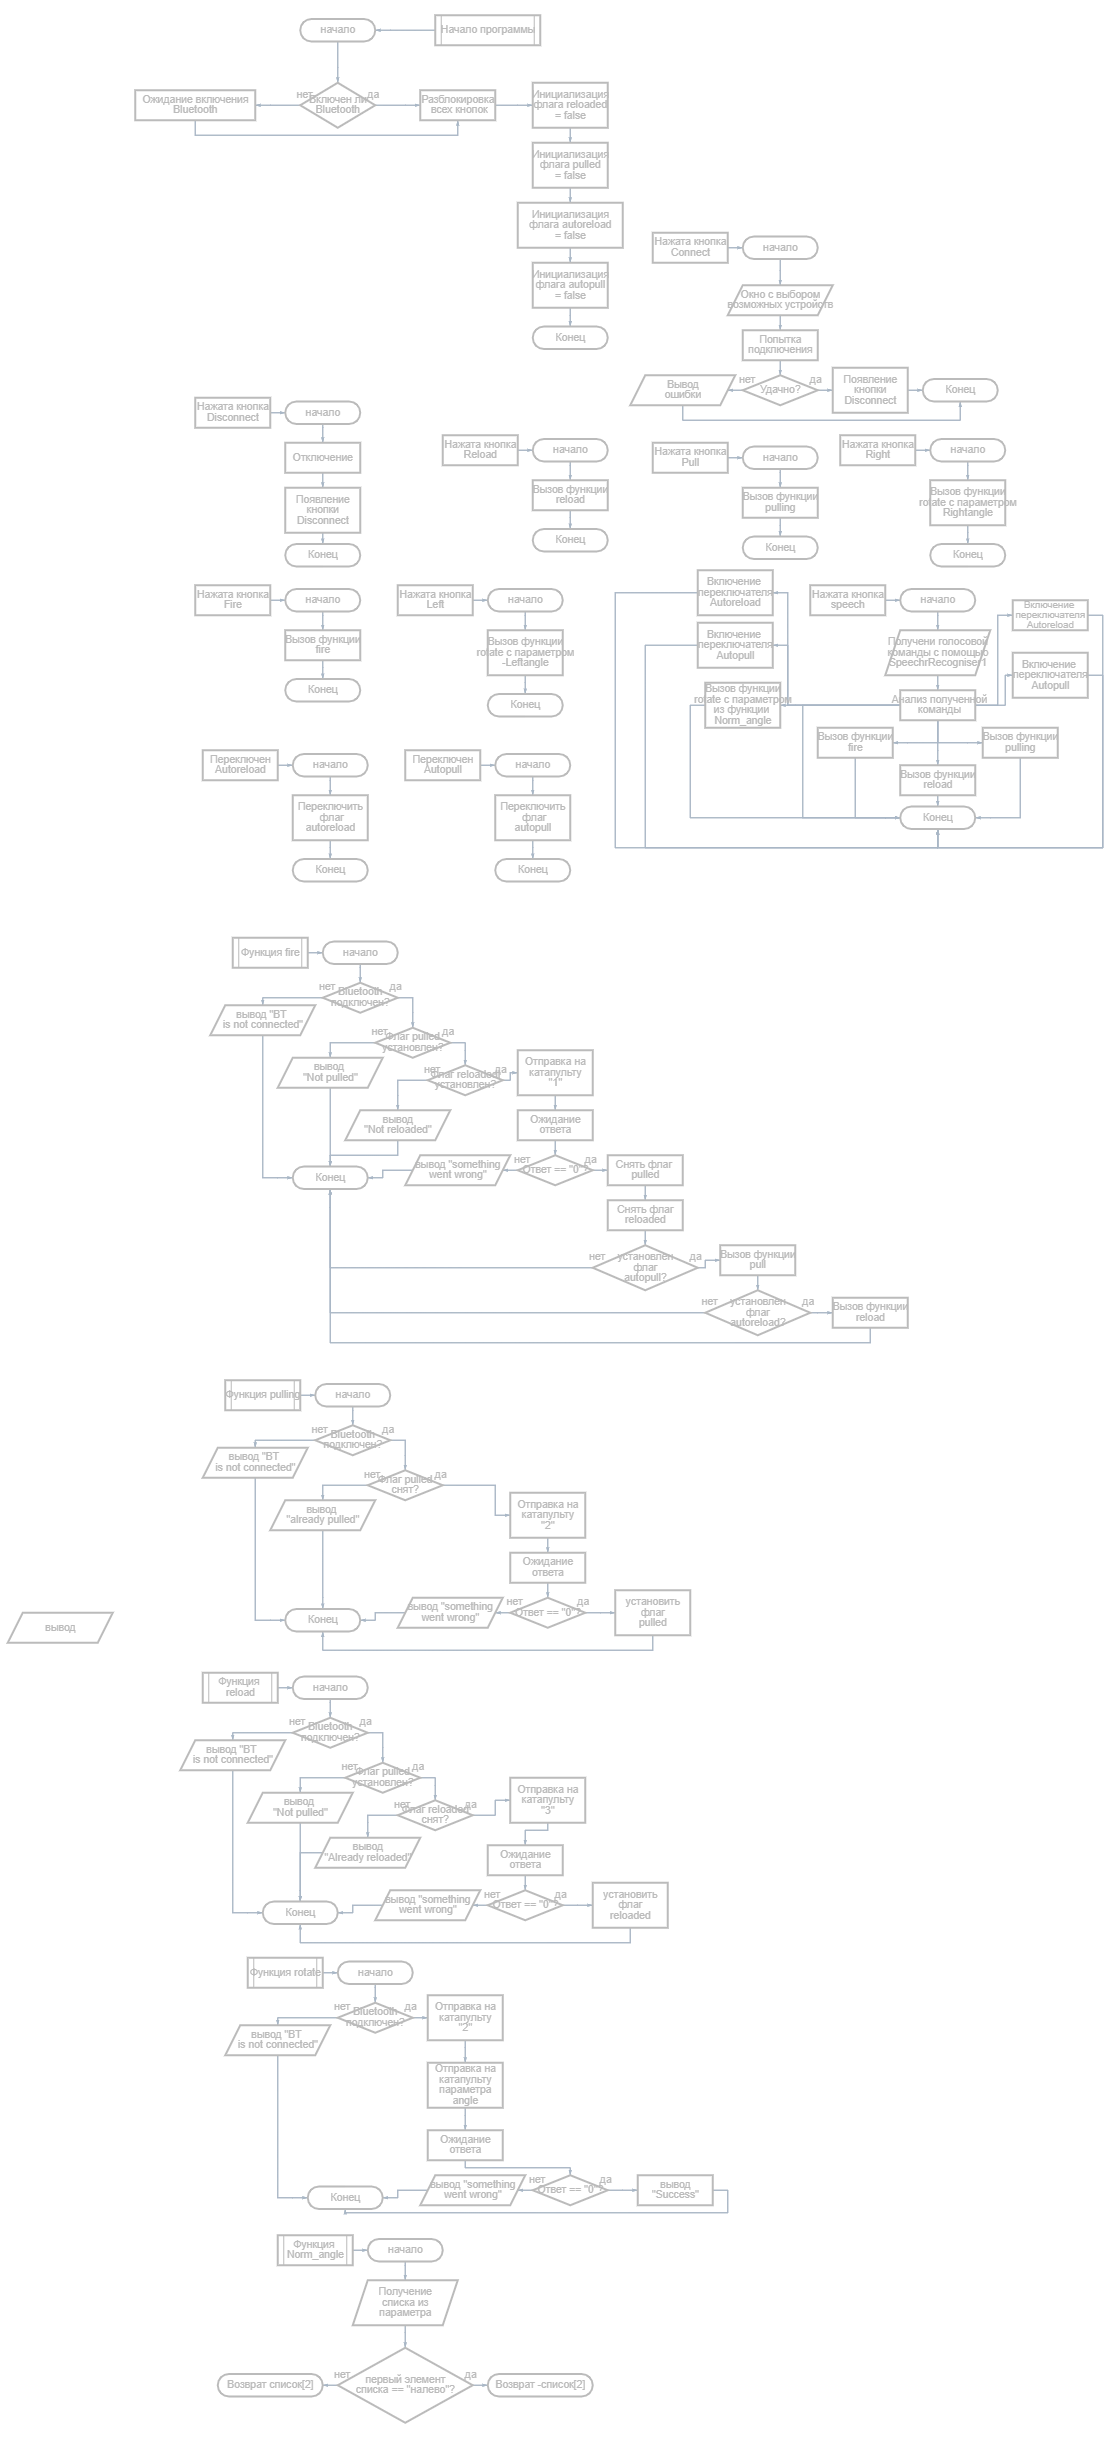 начало
Начало программы
нет
Включен ли
Bluetooth
да
Ожидание включения
Bluetooth
Разблокировка
всех кнопок
Инициализация
флага reloaded
= false
Инициализация
флага pulled
= false
Инициализация
флага autoreload
= false
Инициализация
флага autopull
= false
Конец
Нажата кнопка
Connect
начало
Окно с выбором
возможных устройств
Попытка
подключения
нет
Удачно?
да
Вывод
ошибки
Появление
кнопки
Disconnect
Конец
Нажата кнопка
Disconnect
начало
Отключение
Появление
кнопки
Disconnect
Конец
Нажата кнопка
Reload
начало
Вызов функции
reload
Конец
Нажата кнопка
Pull
начало
Вызов функции
pulling
Конец
Нажата кнопка
Right
начало
Вызов функции
rotate с параметром
Rightangle
Конец
Нажата кнопка
Fire
начало
Вызов функции
fire
Конец
Нажата кнопка
Left
начало
Вызов функции
rotate с параметром
-Leftangle
Конец
Включение
переключателя
Autoreload
Включение
переключателя
Autopull
Вызов функции
rotate с параметром
из функции
Norm_angle
Нажата кнопка
speech
начало
Получени голосовой
команды с помощью
SpeechrRecogniser1
Анализ полученной
команды
Включение
переключателя
Autoreload
Включение
переключателя
Autopull
Вызов функции
fire
Вызов функции
pulling
Вызов функции
reload
Конец
Переключен
Autoreload
начало
Переключить
флаг
autoreload
Конец
Переключен
Autopull
начало
Переключить
флаг
autopull
Конец
Функция fire
начало
нет
Bluetooth
подключен?
да
вывод "BT
is not connected"
нет
Флаг pulled
установлен?
да
вывод
"Not pulled"
нет
Флаг reloaded
установлен?
да
вывод
"Not reloaded"
Отправка на
катапульту
"1"
Ожидание
ответа
нет
Ответ == "0"?
да
вывод "something
went wrong"
Снять флаг
pulled
Снять флаг
reloaded
Конец
нет
установлен
флаг
autopull?
да
Вызов функции
pull
нет
установлен
флаг
autoreload?
да
Вызов функции
reload
Функция pulling
начало
нет
Bluetooth
подключен?
да
вывод "BT
is not connected"
нет
Флаг pulled
снят?
да
вывод
"already pulled"
Отправка на
катапульту
"2"
Ожидание
ответа
нет
Ответ == "0"?
да
вывод "something
went wrong"
установить
флаг
pulled
Конец
вывод
Функция
reload
начало
нет
Bluetooth
подключен?
да
вывод "BT
is not connected"
нет
Флаг pulled
установлен?
да
вывод
"Not pulled"
нет
Флаг reloaded
снят?
да
вывод
"Already reloaded"
Отправка на
катапульту
"3"
Ожидание
ответа
нет
Ответ == "0"?
да
вывод "something
went wrong"
установить
флаг
reloaded
Конец
Функция rotate
начало
нет
Bluetooth
подключен?
да
вывод "BT
is not connected"
Отправка на
катапульту
"2"
Отправка на
катапульту
параметра
angle
Ожидание
ответа
нет
Ответ == "0"?
да
вывод "something
went wrong"
вывод
"Success"
Конец
Функция
Norm_angle
начало
Получение
списка из
параметра
нет
первый элемент
списка == "налево"?
да
Возврат список[2]
Возврат -список[2]